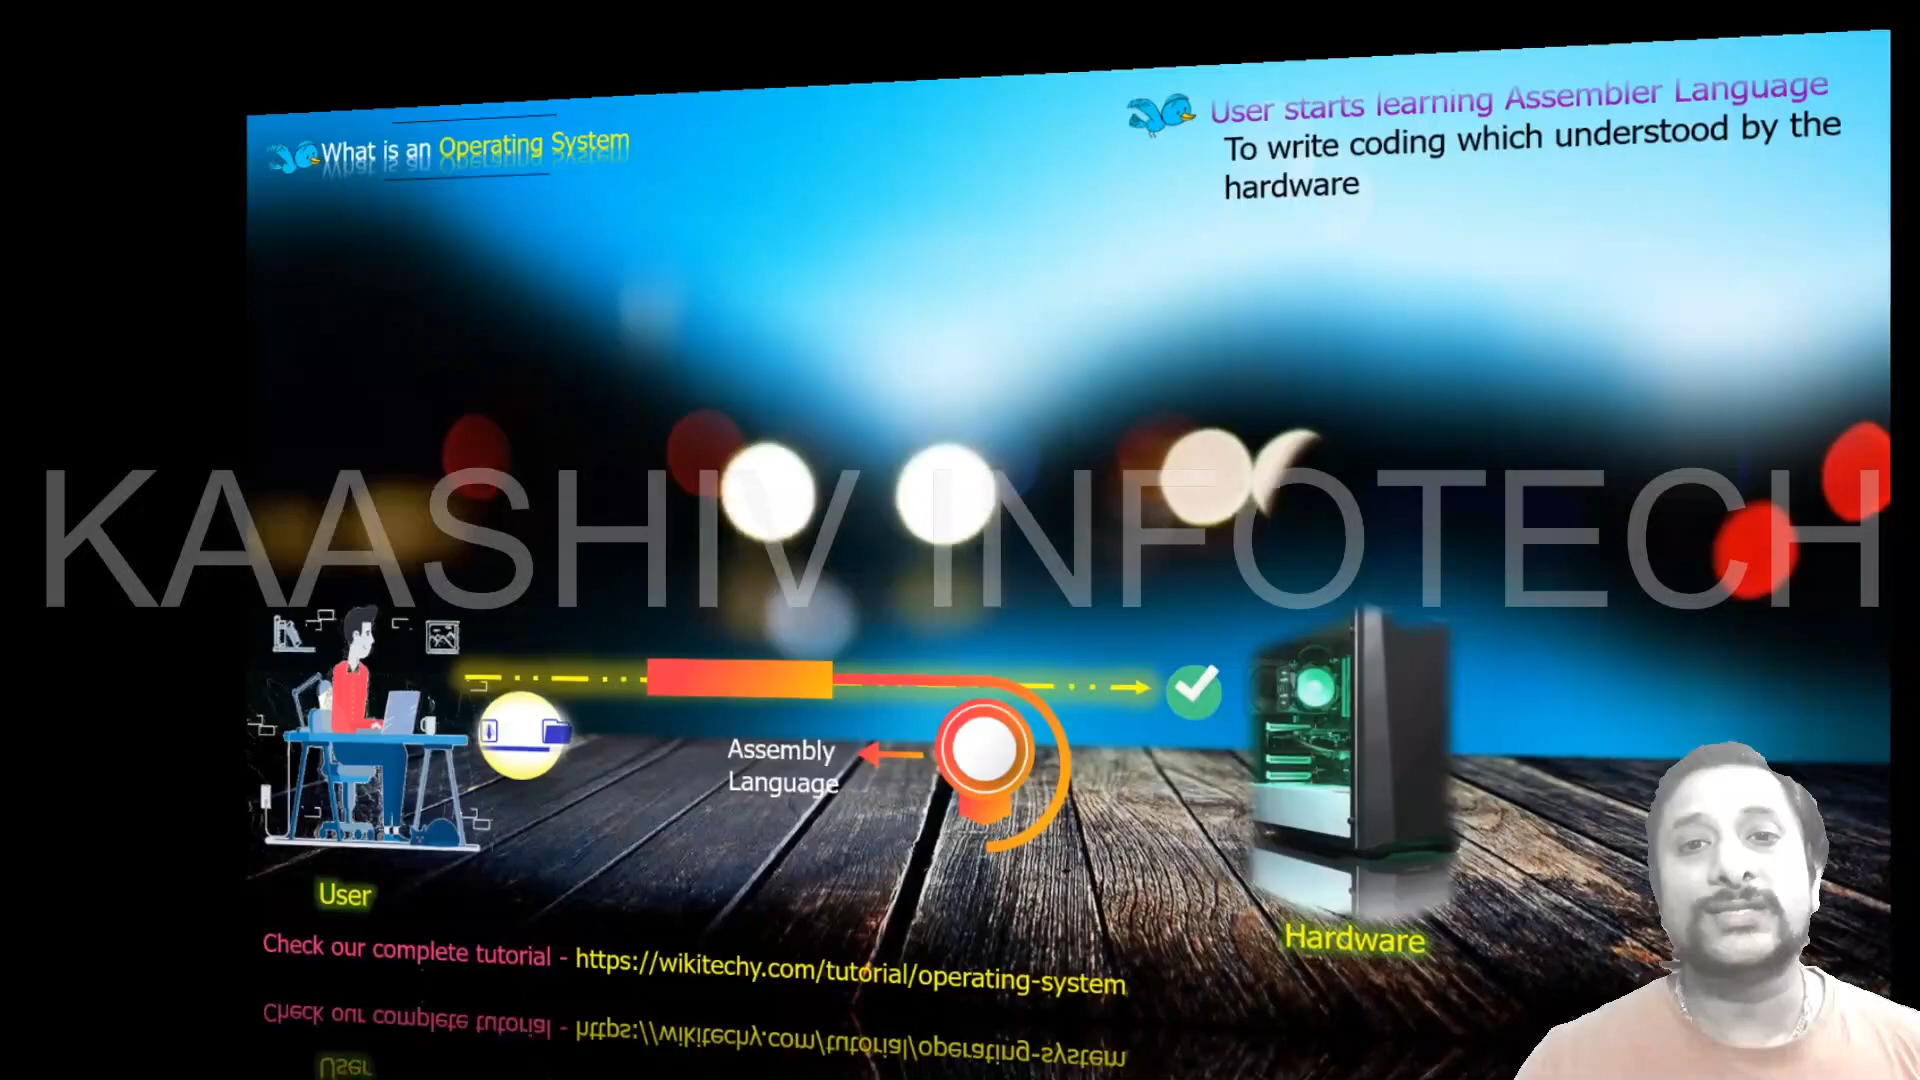 What is an Operating System
User starts learning Assembler Language
To write coding which understood by the
hardware
KAASHIV INFOTECH
Assembly
Language
User
Hardware
Check our complete tutorial - https://wikitechy.com/tutorial/operating-system
Check our complete tutorial - https://wikitechy.com/tutorial/operating-system
User